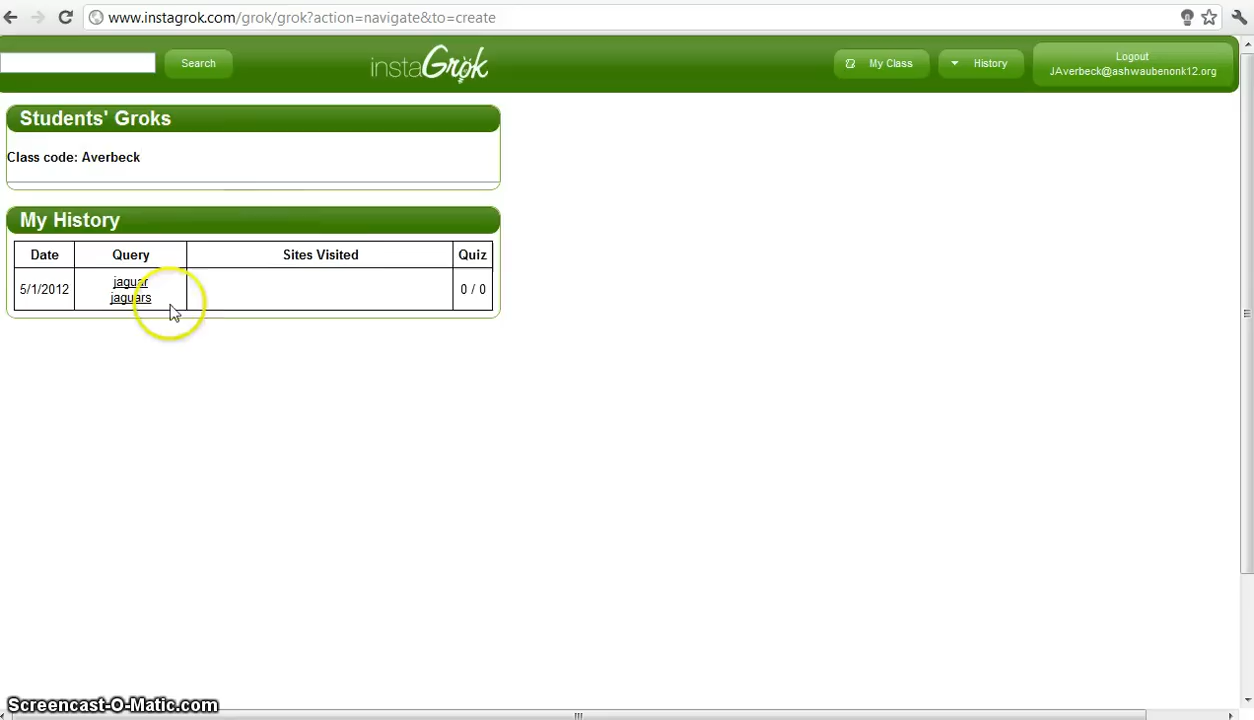 www.instagrok.com/grok/grok?action=navigate&to=create
Search
instaGrok
My Class
History
Logout
JAverbeck@ashwaubenonk12.org
Students' Groks
Class code: Averbeck
My History
Date Query Sites Visited Quiz
5/1/2012 jaguar jaguars 0 / 0
Screencast-O-Matic.com